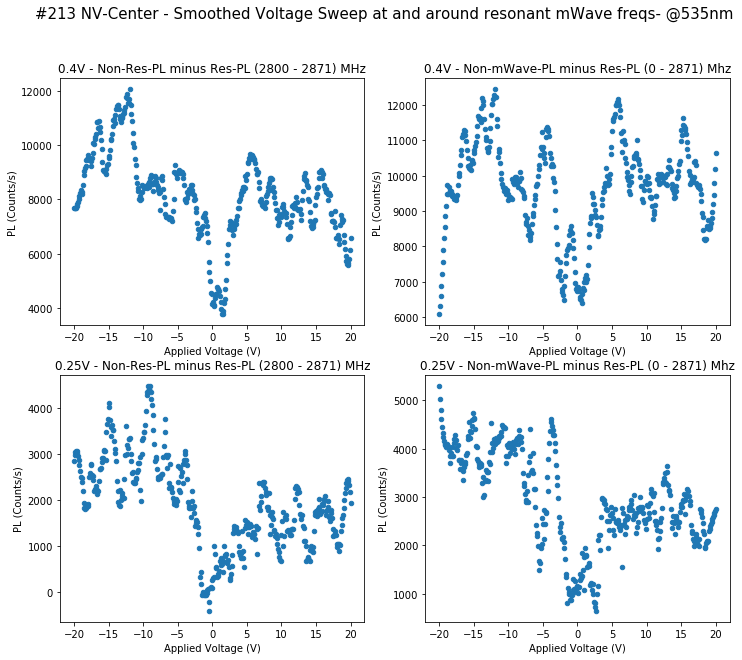 #213 NV-Center - Smoothed Voltage Sweep at and around resonant mWave freqs- @535nm
0.4V - Non-Res-PL minus Res-PL (2800 - 2871) MHz
PL (Counts/s)
12000
10000
8000
6000
4000
−20 −15 −10 −5 0 5 10 15 20
Applied Voltage (V)
0.4V - Non-mWave-PL minus Res-PL (0 - 2871) Mhz
PL (Counts/s)
12000
11000
10000
9000
8000
7000
6000
−20 −15 −10 −5 0 5 10 15 20
Applied Voltage (V)
0.25V - Non-Res-PL minus Res-PL (2800 - 2871) MHz
PL (Counts/s)
4000
3000
2000
1000
0
−20 −15 −10 −5 0 5 10 15 20
Applied Voltage (V)
0.25V - Non-mWave-PL minus Res-PL (0 - 2871) Mhz
PL (Counts/s)
5000
4000
3000
2000
1000
−20 −15 −10 −5 0 5 10 15 20
Applied Voltage (V)